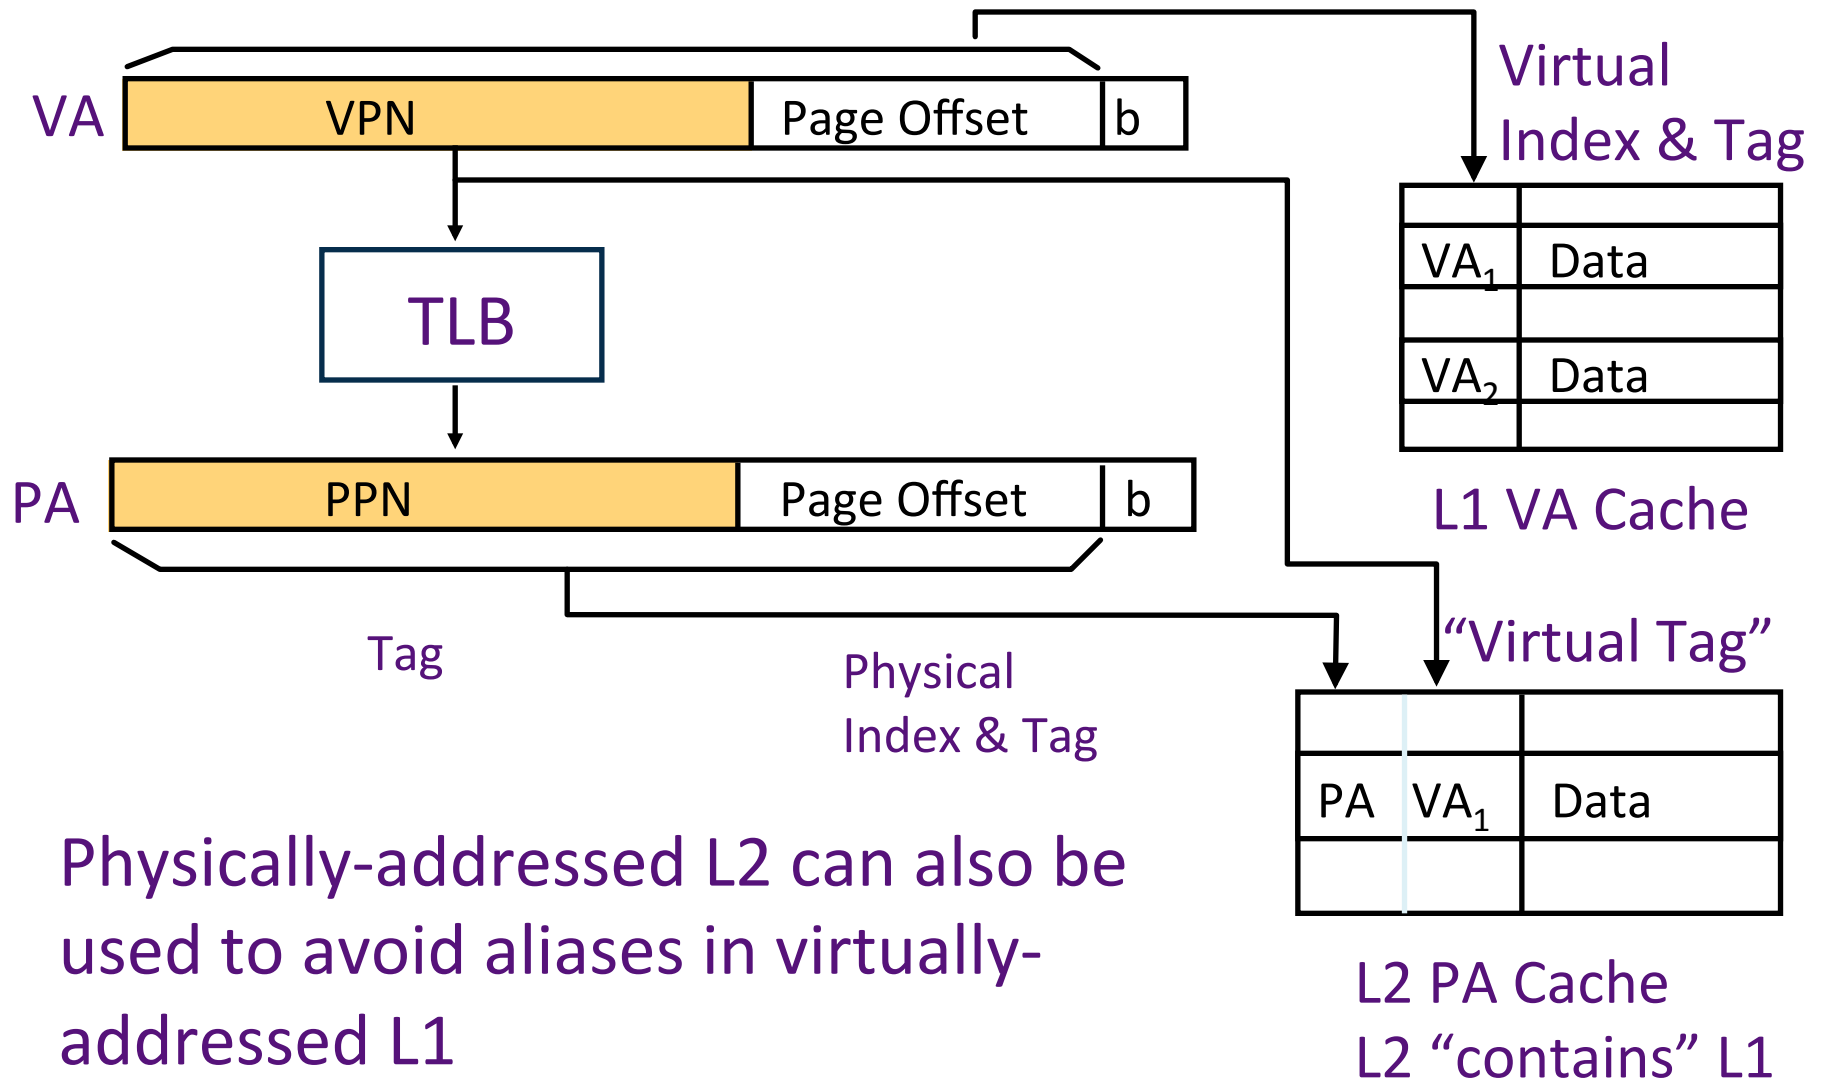 Virtual
Index & Tag
VA
VPN
Page Offset
b
TLB
VA₁
Data
VA₂
Data
L1 VA Cache
PA
PPN
Page Offset
b
Tag
Physical
Index & Tag
“Virtual Tag”
PA
VA₁
Data
Physically-addressed L2 can also be
used to avoid aliases in virtually-
addressed L1
L2 PA Cache
L2 “contains” L1